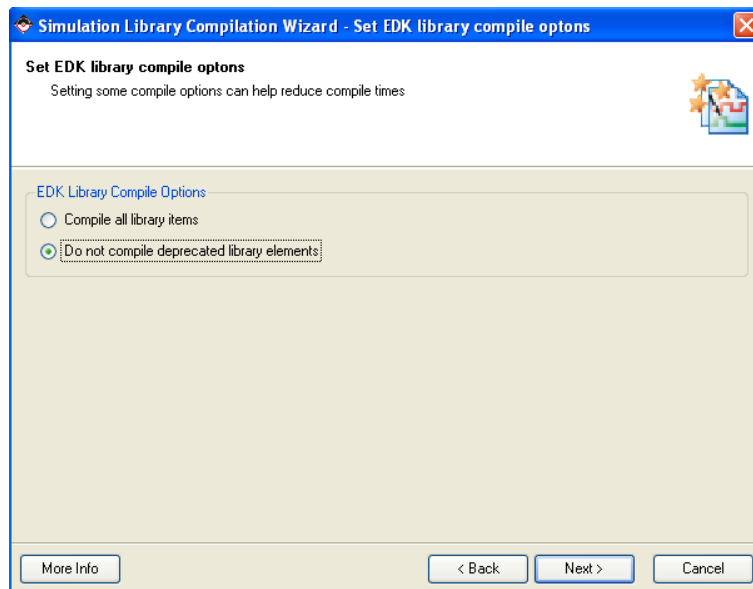 Simulation Library Compilation Wizard - Set EDK library compile optons
Set EDK library compile optons
Setting some compile options can help reduce compile times
EDK Library Compile Options
Compile all library items
Do not compile deprecated library elements
More Info
< Back
Next >
Cancel